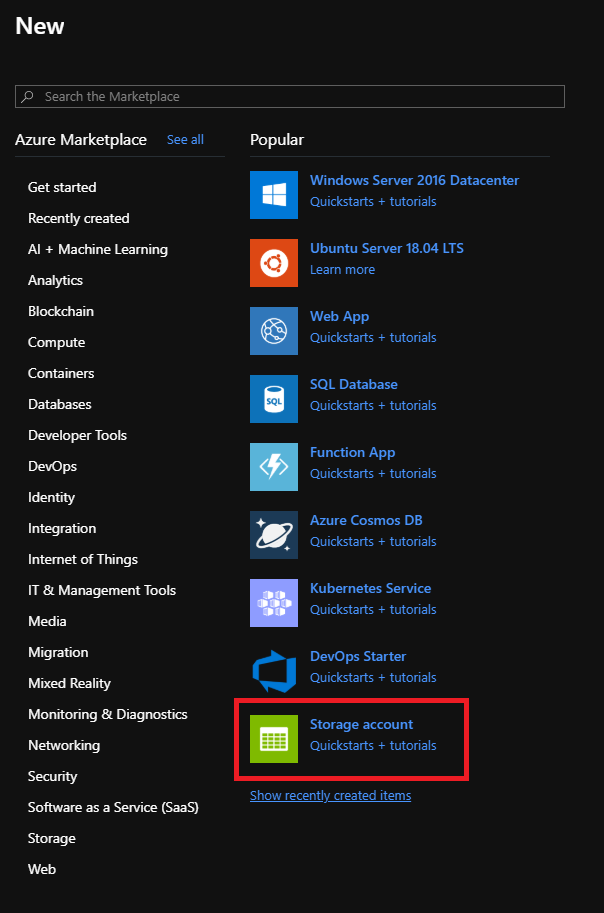 New
Search the Marketplace
Azure Marketplace
See all
Get started
Recently created
AI + Machine Learning
Analytics
Blockchain
Compute
Containers
Databases
Developer Tools
DevOps
Identity
Integration
Internet of Things
IT & Management Tools
Media
Migration
Mixed Reality
Monitoring & Diagnostics
Networking
Security
Software as a Service (SaaS)
Storage
Web
Popular
Windows Server 2016 Datacenter
Quickstarts + tutorials
Ubuntu Server 18.04 LTS
Learn more
Web App
Quickstarts + tutorials
SQL
SQL Database
Quickstarts + tutorials
Function App
Quickstarts + tutorials
Azure Cosmos DB
Quickstarts + tutorials
Kubernetes Service
Quickstarts + tutorials
DevOps Starter
Quickstarts + tutorials
Storage account
Quickstarts + tutorials
Show recently created items